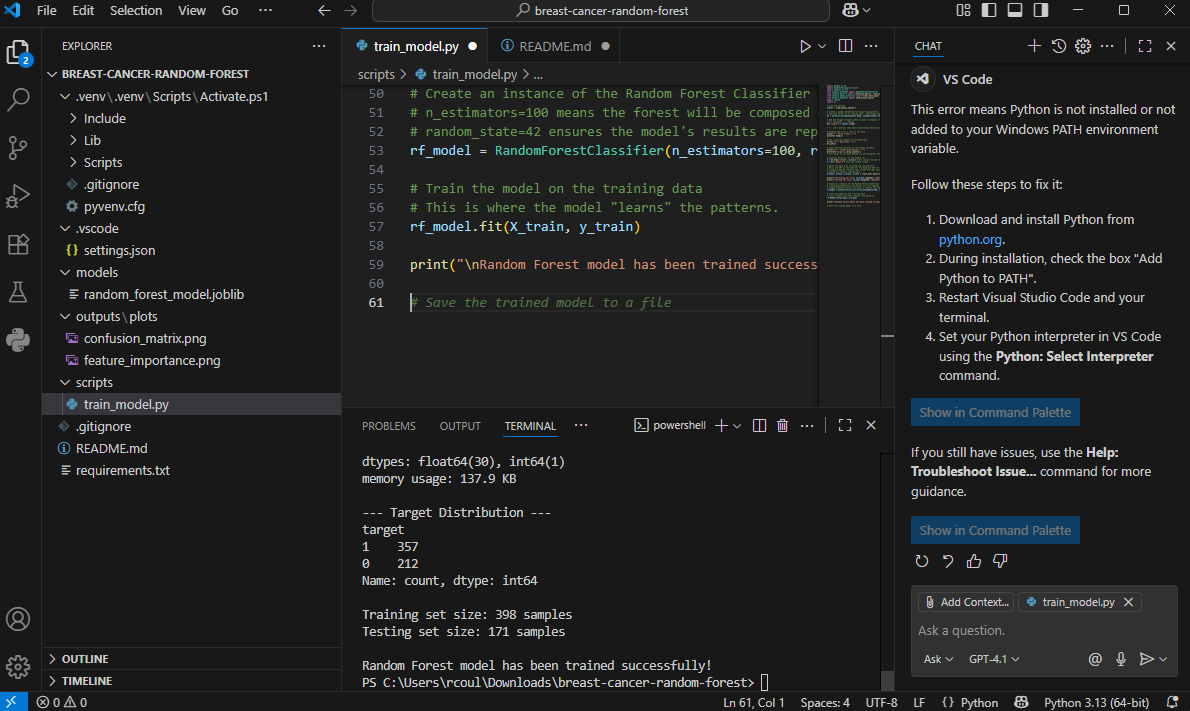 File Edit Selection View Go ··· breast-cancer-random-forest
EXPLORER ···
BREAST-CANCER-RANDOM-FOREST
.venv\.venv\Scripts\Activate.ps1
Include
Lib
Scripts
.gitignore
pyvenv.cfg
.vscode
settings.json
models
random_forest_model.joblib
outputs\plots
confusion_matrix.png
feature_importance.png
scripts
train_model.py
.gitignore
README.md
requirements.txt
OUTLINE
TIMELINE
2
train_model.py
README.md
scripts > train_model.py > ...
50 # Create an instance of the Random Forest Classifier
51 # n_estimators=100 means the forest will be composed
52 # random_state=42 ensures the model's results are rep
53 rf_model = RandomForestClassifier(n_estimators=100, r
54
55 # Train the model on the training data
56 # This is where the model "learns" the patterns.
57 rf_model.fit(X_train, y_train)
58
59 print("\nRandom Forest model has been trained success
60
61 # Save the trained model to a file
PROBLEMS OUTPUT TERMINAL ··· powershell
dtypes: float64(30), int64(1)
memory usage: 137.9 KB
--- Target Distribution ---
target
1 357
0 212
Name: count, dtype: int64
Training set size: 398 samples
Testing set size: 171 samples
Random Forest model has been trained successfully!
PS C:\Users\rcoul\Downloads\breast-cancer-random-forest>
CHAT
VS Code
This error means Python is not installed or not
added to your Windows PATH environment
variable.
Follow these steps to fix it:
1. Download and install Python from
python.org.
2. During installation, check the box "Add
Python to PATH".
3. Restart Visual Studio Code and your
terminal.
4. Set your Python interpreter in VS Code
using the Python: Select Interpreter
command.
Show in Command Palette
If you still have issues, use the Help:
Troubleshoot Issue... command for more
guidance.
Show in Command Palette
Add Context... train_model.py
Ask a question.
Ask GPT-4.1 @
0 0 Ln 61, Col 1 Spaces: 4 UTF-8 LF {} Python Python 3.13 (64-bit)